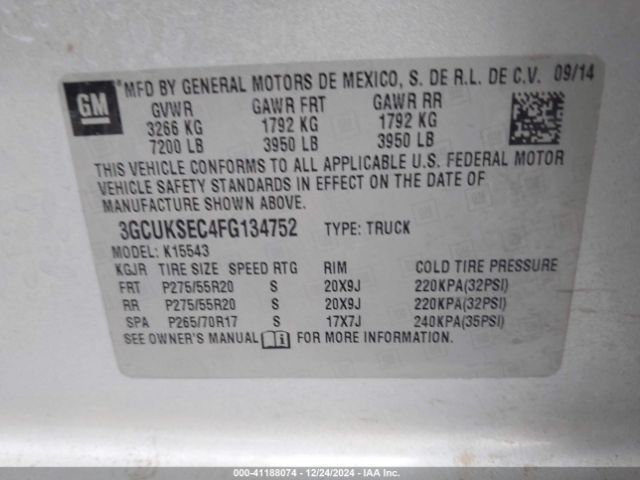 GM
*MFD BY GENERAL MOTORS DE MEXICO, S. DE R.L. DE C.V. 09/14
GVWR GAWR FRT GAWR RR
3266 KG 1792 KG 1792 KG
7200 LB 3950 LB 3950 LB
THIS VEHICLE CONFORMS TO ALL APPLICABLE U.S. FEDERAL MOTOR
VEHICLE SAFETY STANDARDS IN EFFECT ON THE DATE OF
MANUFACTURE SHOWN ABOVE.
3GCUKSEC4FG134752 TYPE: TRUCK
MODEL: K15543
KGJR TIRE SIZE SPEED RTG RIM COLD TIRE PRESSURE
FRT P275/55R20 S 20X9J 220KPA(32PSI)
RR P275/55R20 S 20X9J 220KPA(32PSI)
SPA P265/70R17 S 17X7J 240KPA(35PSI)
SEE OWNER'S MANUAL FOR MORE INFORMATION.
000-41188074 • 12/24/2024 • IAA Inc.